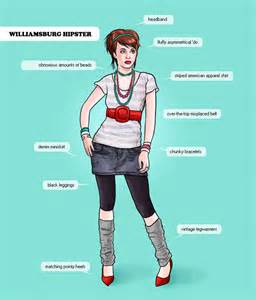 WILLIAMSBURG HIPSTER
headband
fluffy asymmetrical 'do
obnoxious amounts of beads
striped american apparel shirt
over-the-top misplaced belt
denim miniskirt
chunky bracelets
black leggings
vintage legwarmers
matching pointy heels